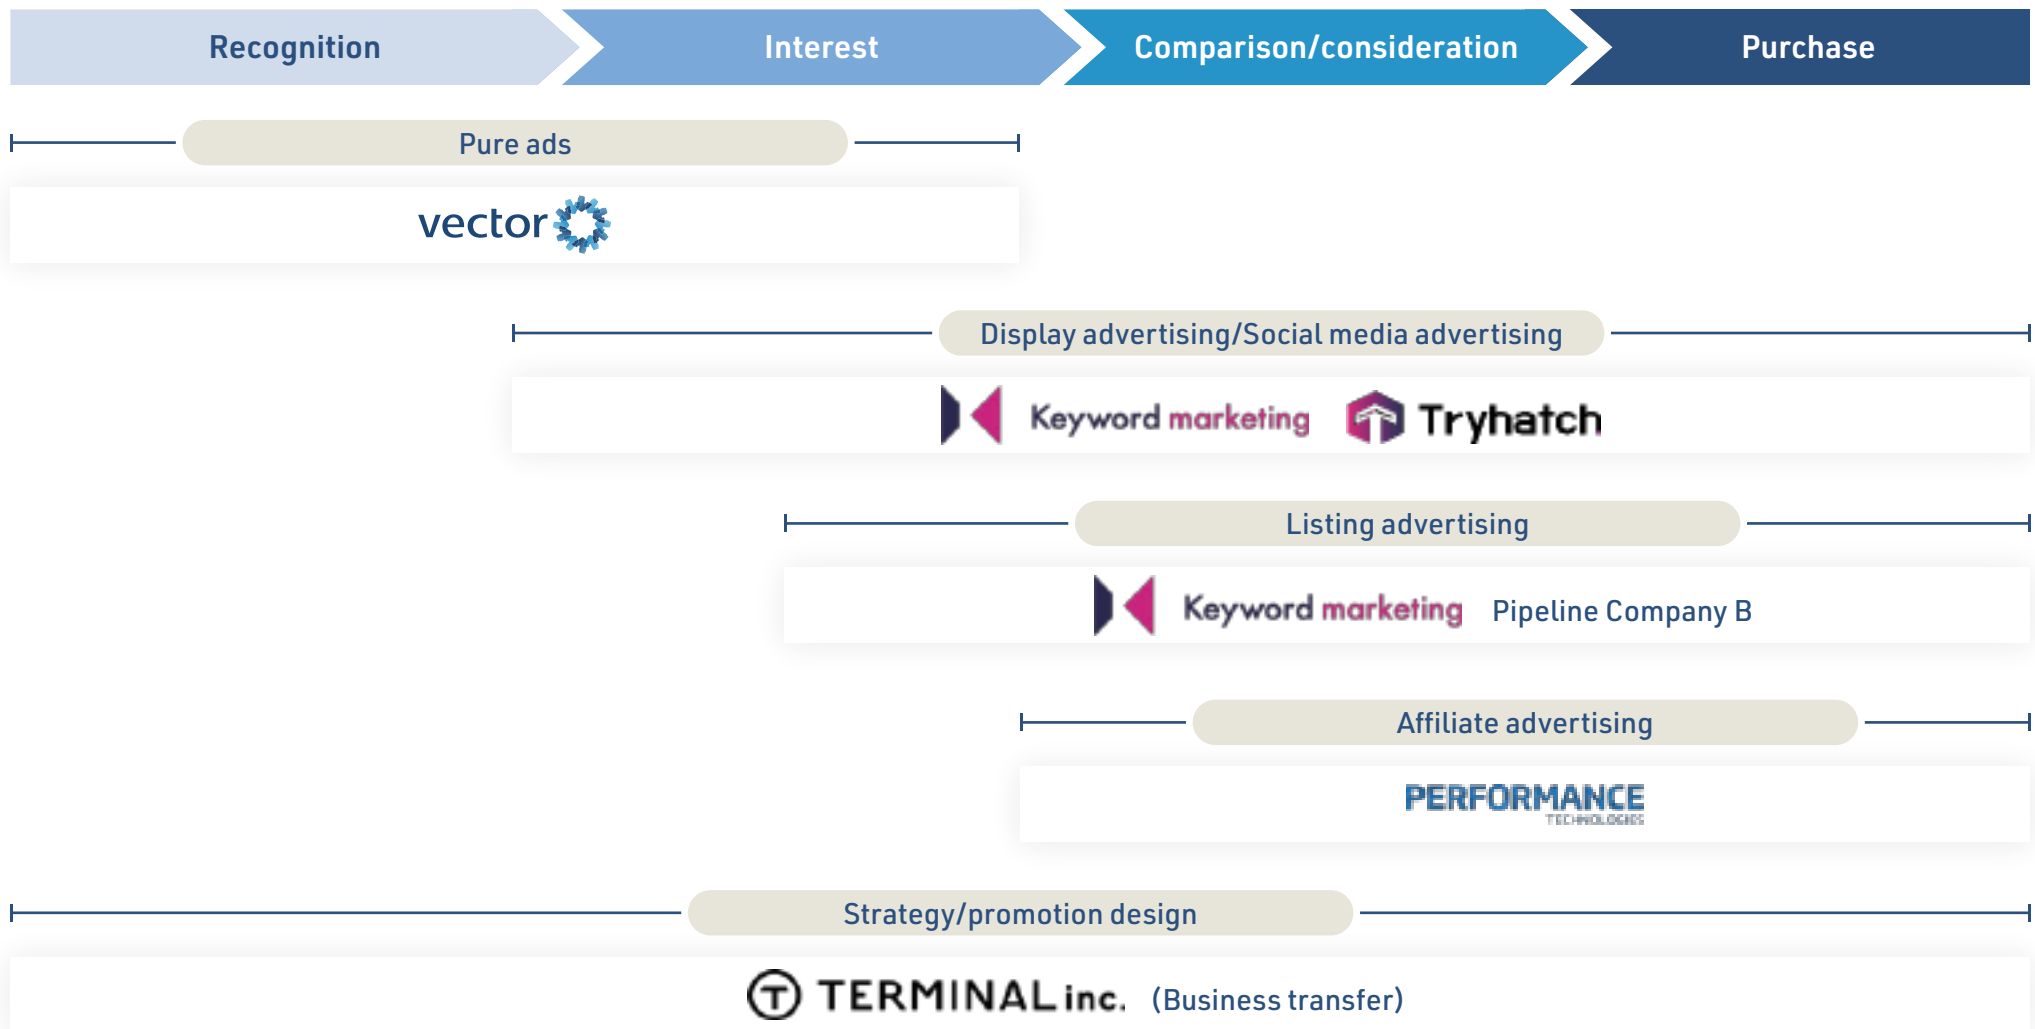 Recognition
Interest
Comparison/consideration
Purchase
Pure ads
vector
Display advertising/Social media advertising
Keyword marketing
Tryhatch
Listing advertising
Keyword marketing
Pipeline Company B
Affiliate advertising
PERFORMANCE
TECHNOLOGIES
Strategy/promotion design
T TERMINAL inc. (Business transfer)